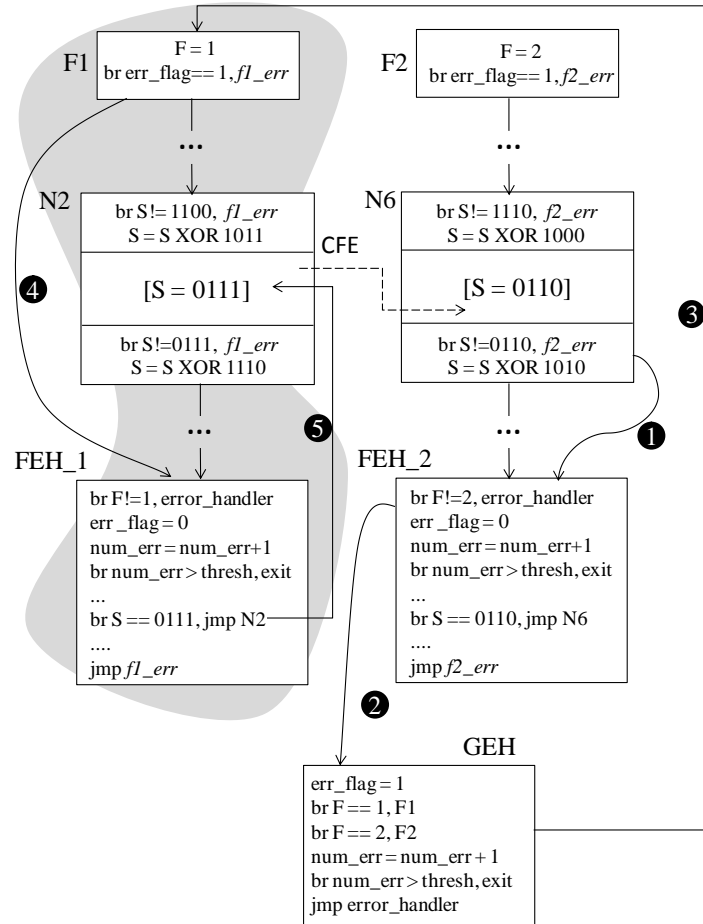 F1
F = 1
br err_flag== 1, f1_err
F2
F = 2
br err_flag== 1, f2_err
...
...
N2
br S!= 1100, f1_err
S = S XOR 1011
[S = 0111]
br S!=0111, f1_err
S = S XOR 1110
CFE
N6
br S!= 1110, f2_err
S = S XOR 1000
[S = 0110]
br S!=0110, f2_err
S = S XOR 1010
4
3
5
1
...
...
FEH_1
br F!=1, error_handler
err _flag = 0
num_err = num_err+1
br num_err > thresh, exit
...
br S == 0111, jmp N2
....
jmp f1_err
FEH_2
br F!=2, error_handler
err_flag = 0
num_err = num_err+1
br num_err > thresh, exit
...
br S == 0110, jmp N6
....
jmp f2_err
2
GEH
err_flag = 1
br F == 1, F1
br F == 2, F2
num_err = num_err + 1
br num_err > thresh, exit
jmp error_handler